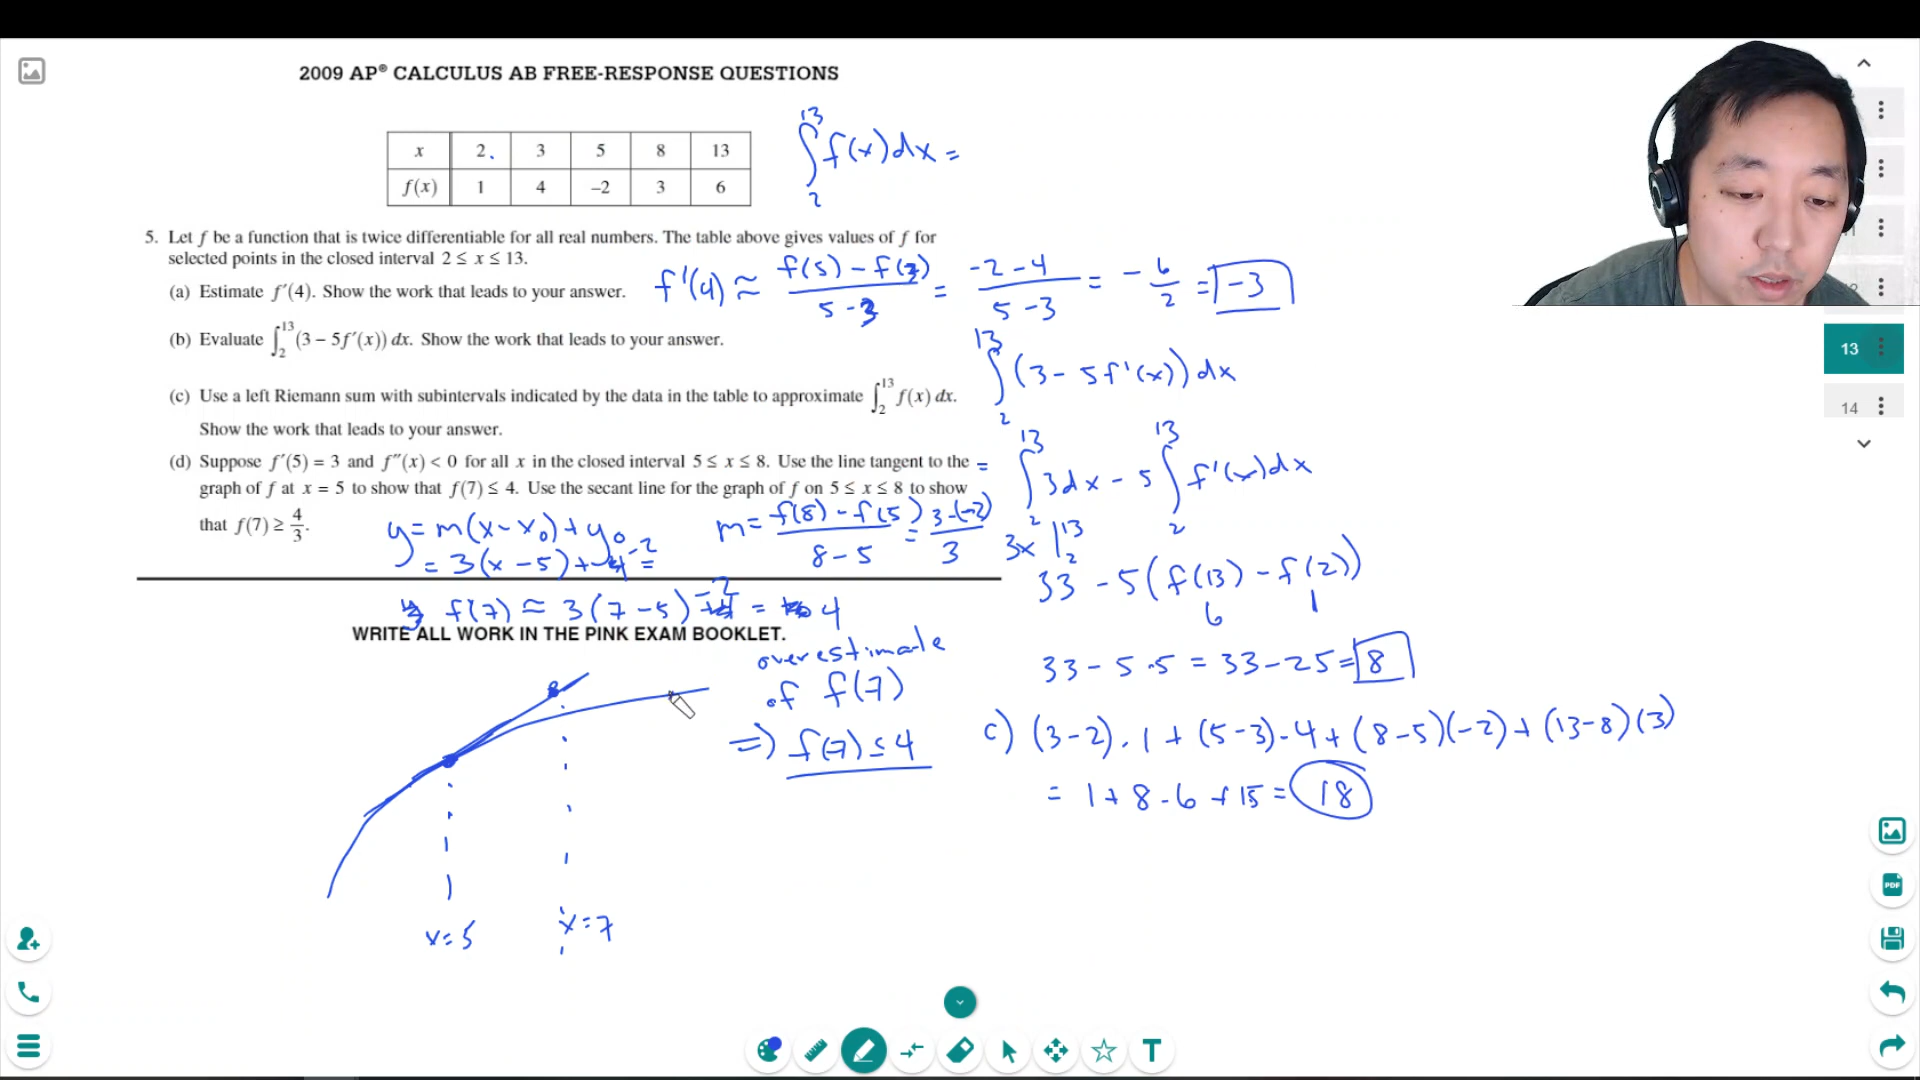 2009 AP® CALCULUS AB FREE-RESPONSE QUESTIONS
x 2 3 5 8 13
f(x) 1 4 –2 3 6
∫₂¹³ f(x)dx =
5. Let f be a function that is twice differentiable for all real numbers. The table above gives values of f for
selected points in the closed interval 2 ≤ x ≤ 13.
(a) Estimate f′(4). Show the work that leads to your answer.
f'(4) ≈ (f(5) - f(3))/(5-3) = (-2-4)/(5-3) = -6/2 = -3
(b) Evaluate ∫₂¹³ (3 – 5f′(x)) dx. Show the work that leads to your answer.
∫₂¹³ (3 - 5f'(x)) dx
(c) Use a left Riemann sum with subintervals indicated by the data in the table to approximate ∫₂¹³ f(x) dx.
Show the work that leads to your answer.
(d) Suppose f′(5) = 3 and f″(x) < 0 for all x in the closed interval 5 ≤ x ≤ 8. Use the line tangent to the
graph of f at x = 5 to show that f(7) ≤ 4. Use the secant line for the graph of f on 5 ≤ x ≤ 8 to show
that f(7) ≥ 4/3.
= ∫₂¹³ 3dx - 5 ∫₂¹³ f'(x)dx
3x |₂¹³
33 - 5(f(13) - f(2))
6 1
33 - 5·5 = 33-25 = 8
y = m(x-x₀) + y₀
= 3(x-5) + -2 =
m = (f(8) - f(5))/(8-5) = (3-(-2))/3
f(7) ≈ 3(7-5) -2 = 4
WRITE ALL WORK IN THE PINK EXAM BOOKLET.
overestimate
of f(7)
⇒ f(7) ≤ 4
c) (3-2)·1 + (5-3)·4 + (8-5)(-2) + (13-8)(3)
= 1 + 8 - 6 + 15 = 18
x=5
x=7
13
14
PDF
T